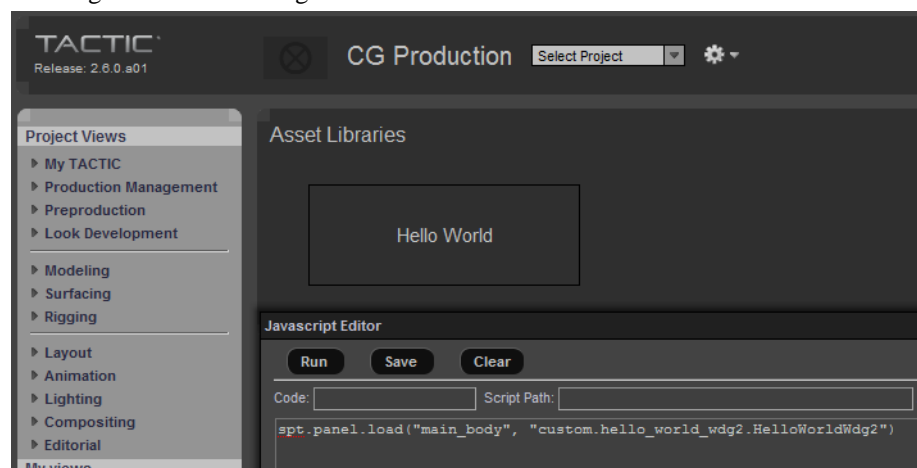 TACTIC
Release: 2.6.0.a01
CG Production
Select Project
Project Views
My TACTIC
Production Management
Preproduction
Look Development
Modeling
Surfacing
Rigging
Layout
Animation
Lighting
Compositing
Editorial
My views
Asset Libraries
Hello World
Javascript Editor
Run Save Clear
Code: Script Path:
spt.panel.load("main_body", "custom.hello_world_wdg2.HelloWorldWdg2")